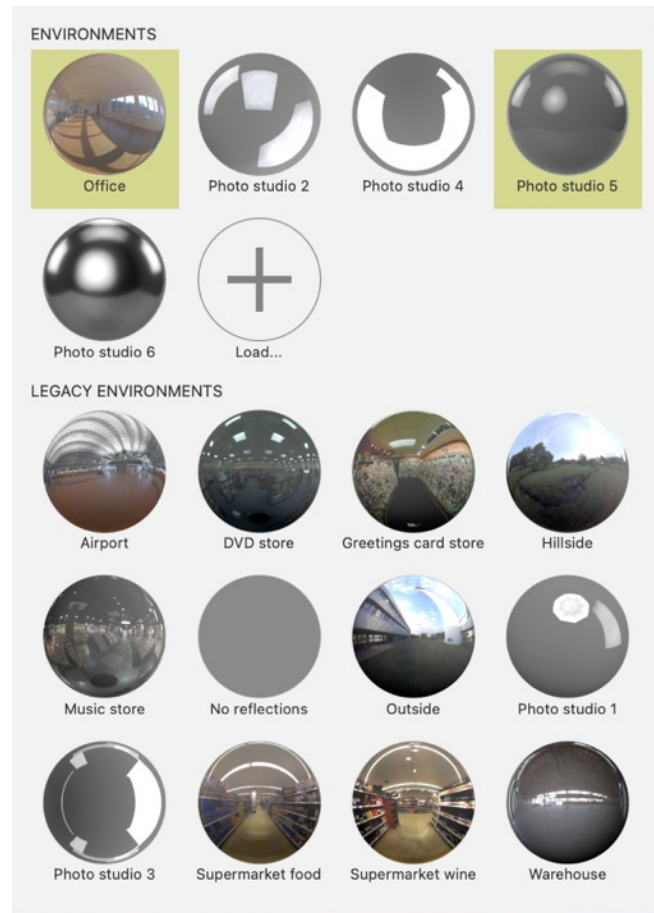 ENVIRONMENTS
Office
Photo studio 2
Photo studio 4
Photo studio 5
Photo studio 6
Load...
LEGACY ENVIRONMENTS
Airport
DVD store
Greetings card store
Hillside
Music store
No reflections
Outside
Photo studio 1
Photo studio 3
Supermarket food
Supermarket wine
Warehouse